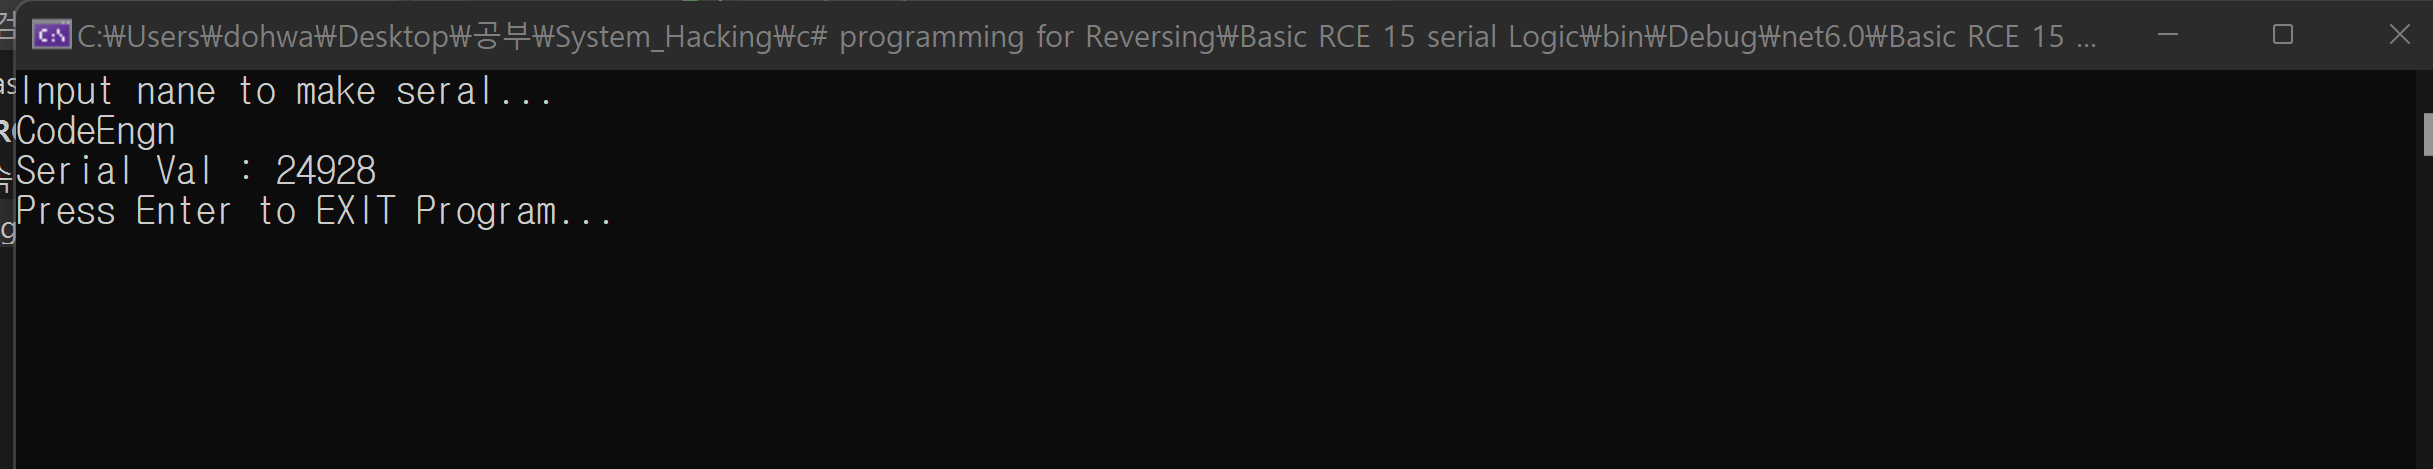 C:\Users\dohwa\Desktop\공부\System_Hacking\c# programming for Reversing\Basic RCE 15 serial Logic\bin\Debug\net6.0\Basic RCE 15 ...
Input nane to make seral...
CodeEngn
Serial Val : 24928
Press Enter to EXIT Program...